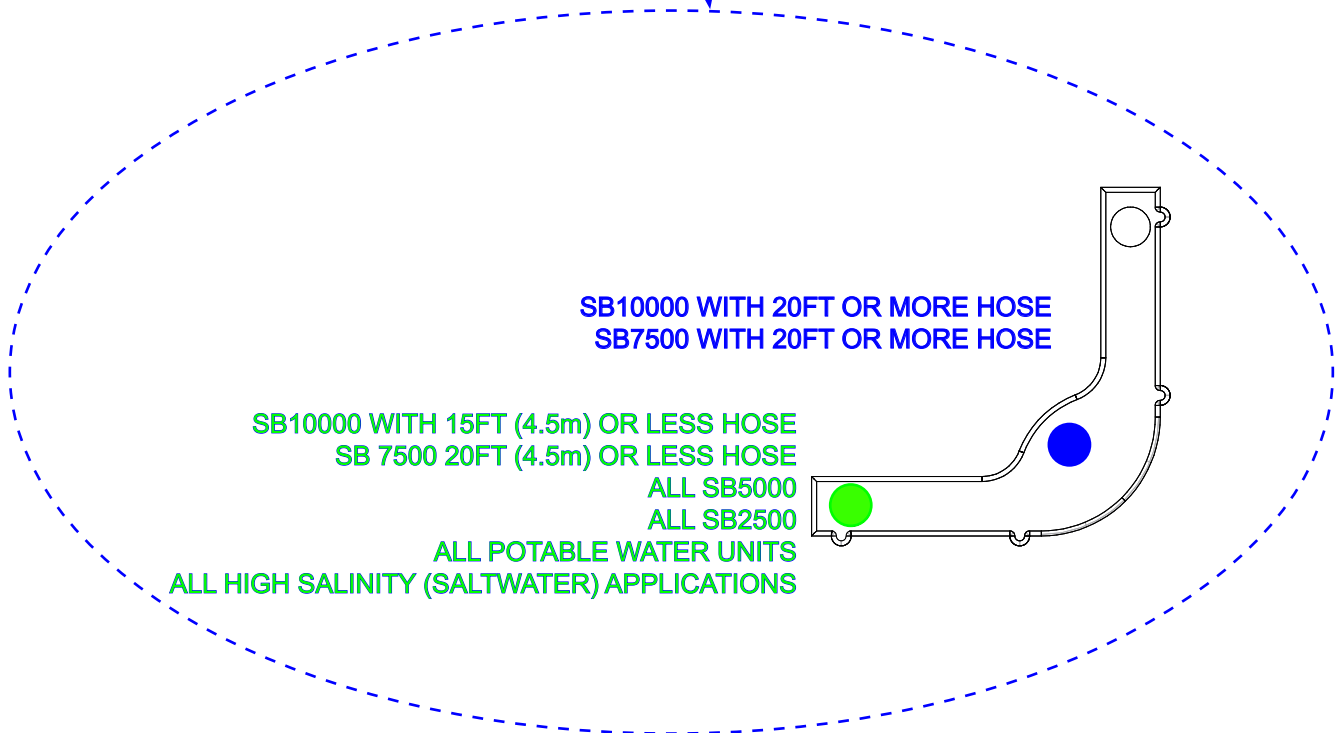 SB10000 WITH 20FT OR MORE HOSE
SB7500 WITH 20FT OR MORE HOSE
SB10000 WITH 15FT (4.5m) OR LESS HOSE
SB 7500 20FT (4.5m) OR LESS HOSE
ALL SB5000
ALL SB2500
ALL POTABLE WATER UNITS
ALL HIGH SALINITY (SALTWATER) APPLICATIONS